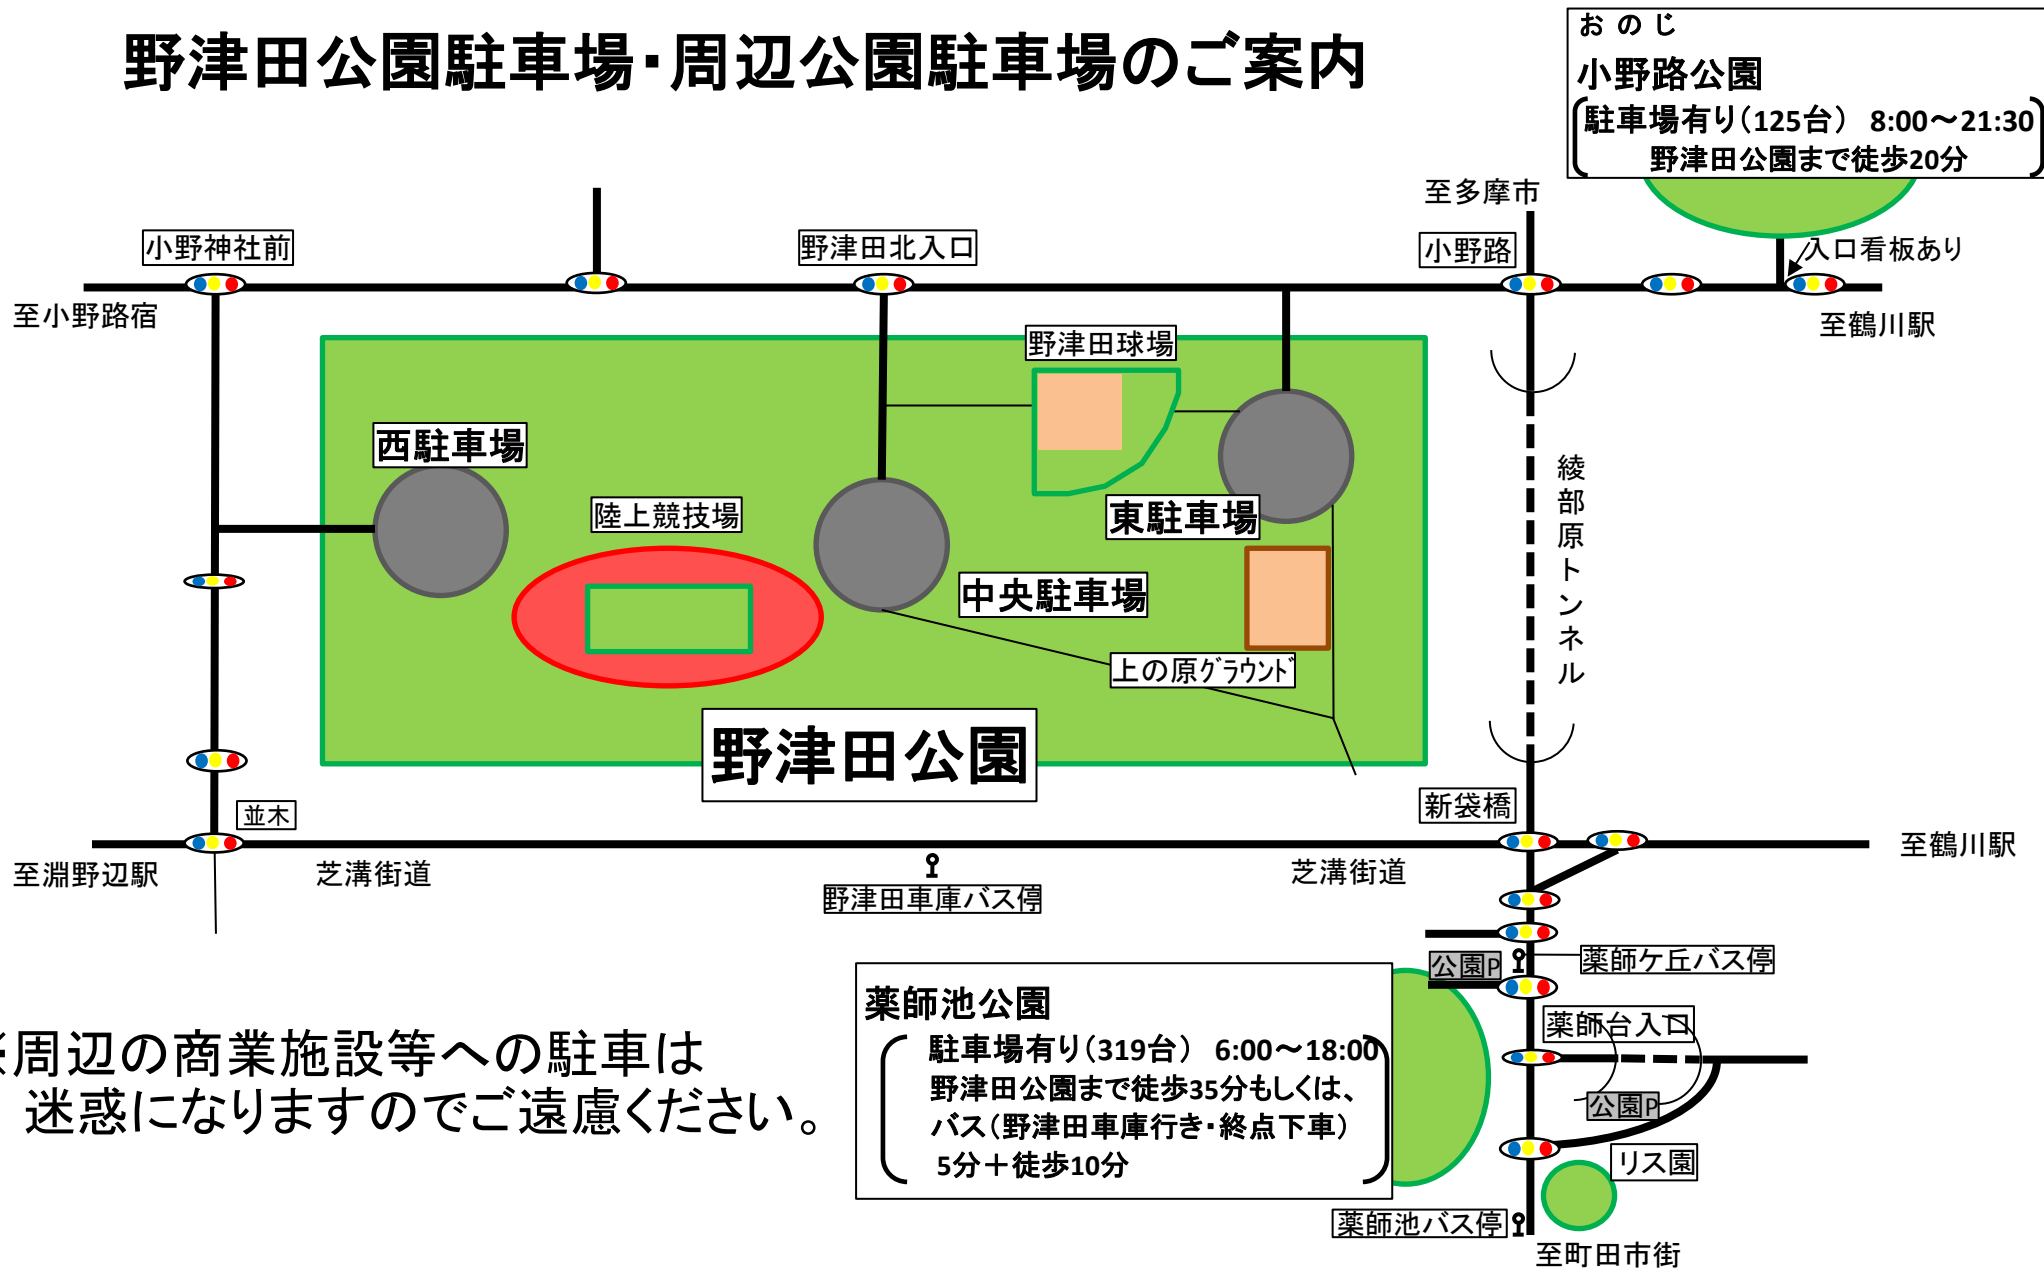 野津田公園駐車場・周辺公園駐車場のご案内
おのじ
小野路公園
駐車場有り（125台） 8:00～21:30
野津田公園まで徒歩20分
至多摩市
小野神社前
野津田北入口
小野路
入口看板あり
至小野路宿
至鶴川駅
野津田球場
西駐車場
陸上競技場
東駐車場
中央駐車場
綾部原トンネル
上の原グラウンド
野津田公園
並木
新袋橋
至淵野辺駅
芝溝街道
野津田車庫バス停
芝溝街道
至鶴川駅
公園P
薬師ケ丘バス停
薬師池公園
駐車場有り（319台） 6:00～18:00
野津田公園まで徒歩35分もしくは、
バス（野津田車庫行き・終点下車）
5分＋徒歩10分
薬師台入口
公園P
リス園
薬師池バス停
至町田市街
※周辺の商業施設等への駐車は
迷惑になりますのでご遠慮ください。